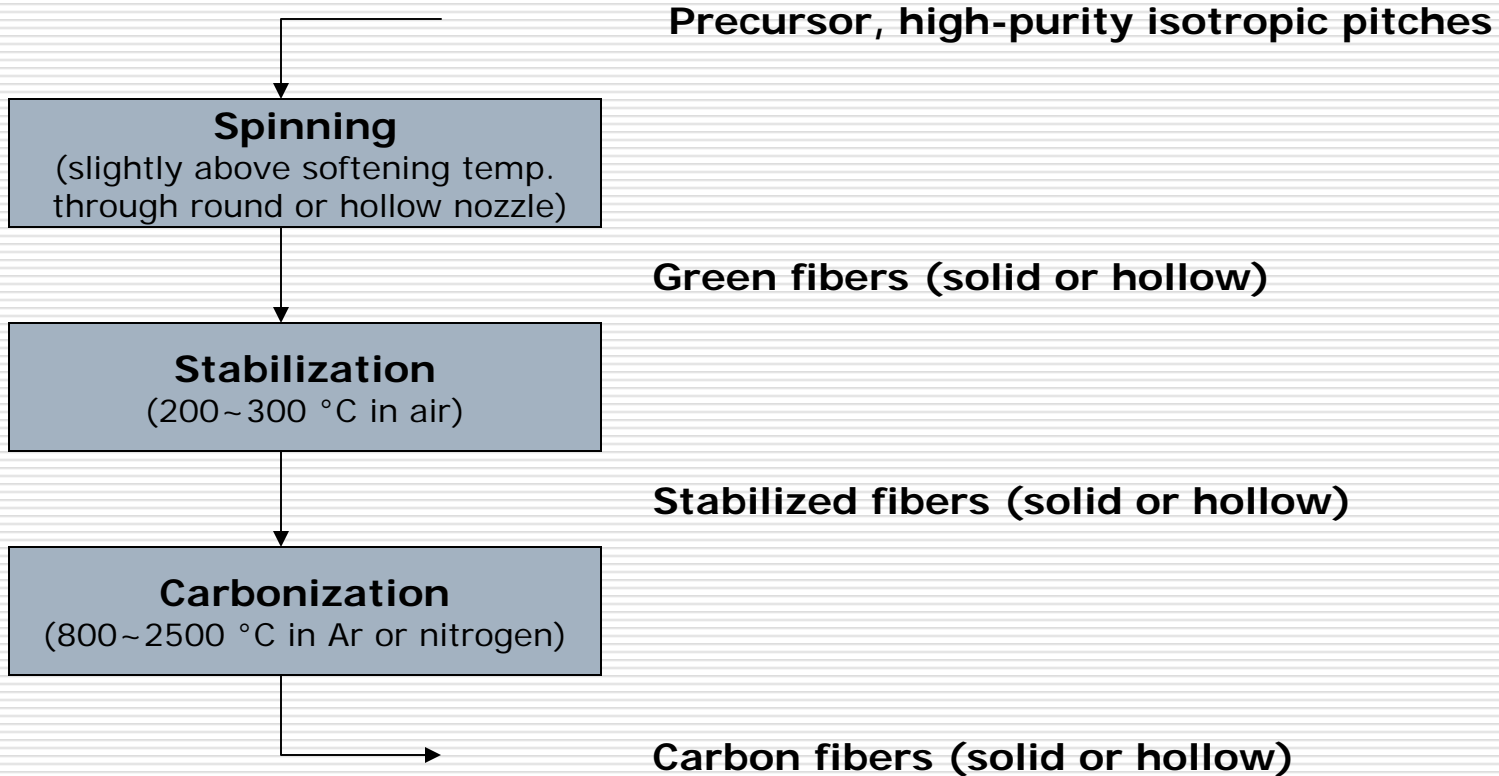 Precursor, high-purity isotropic pitches
Spinning
(slightly above softening temp.
through round or hollow nozzle)
Green fibers (solid or hollow)
Stabilization
(200~300 °C in air)
Stabilized fibers (solid or hollow)
Carbonization
(800~2500 °C in Ar or nitrogen)
Carbon fibers (solid or hollow)